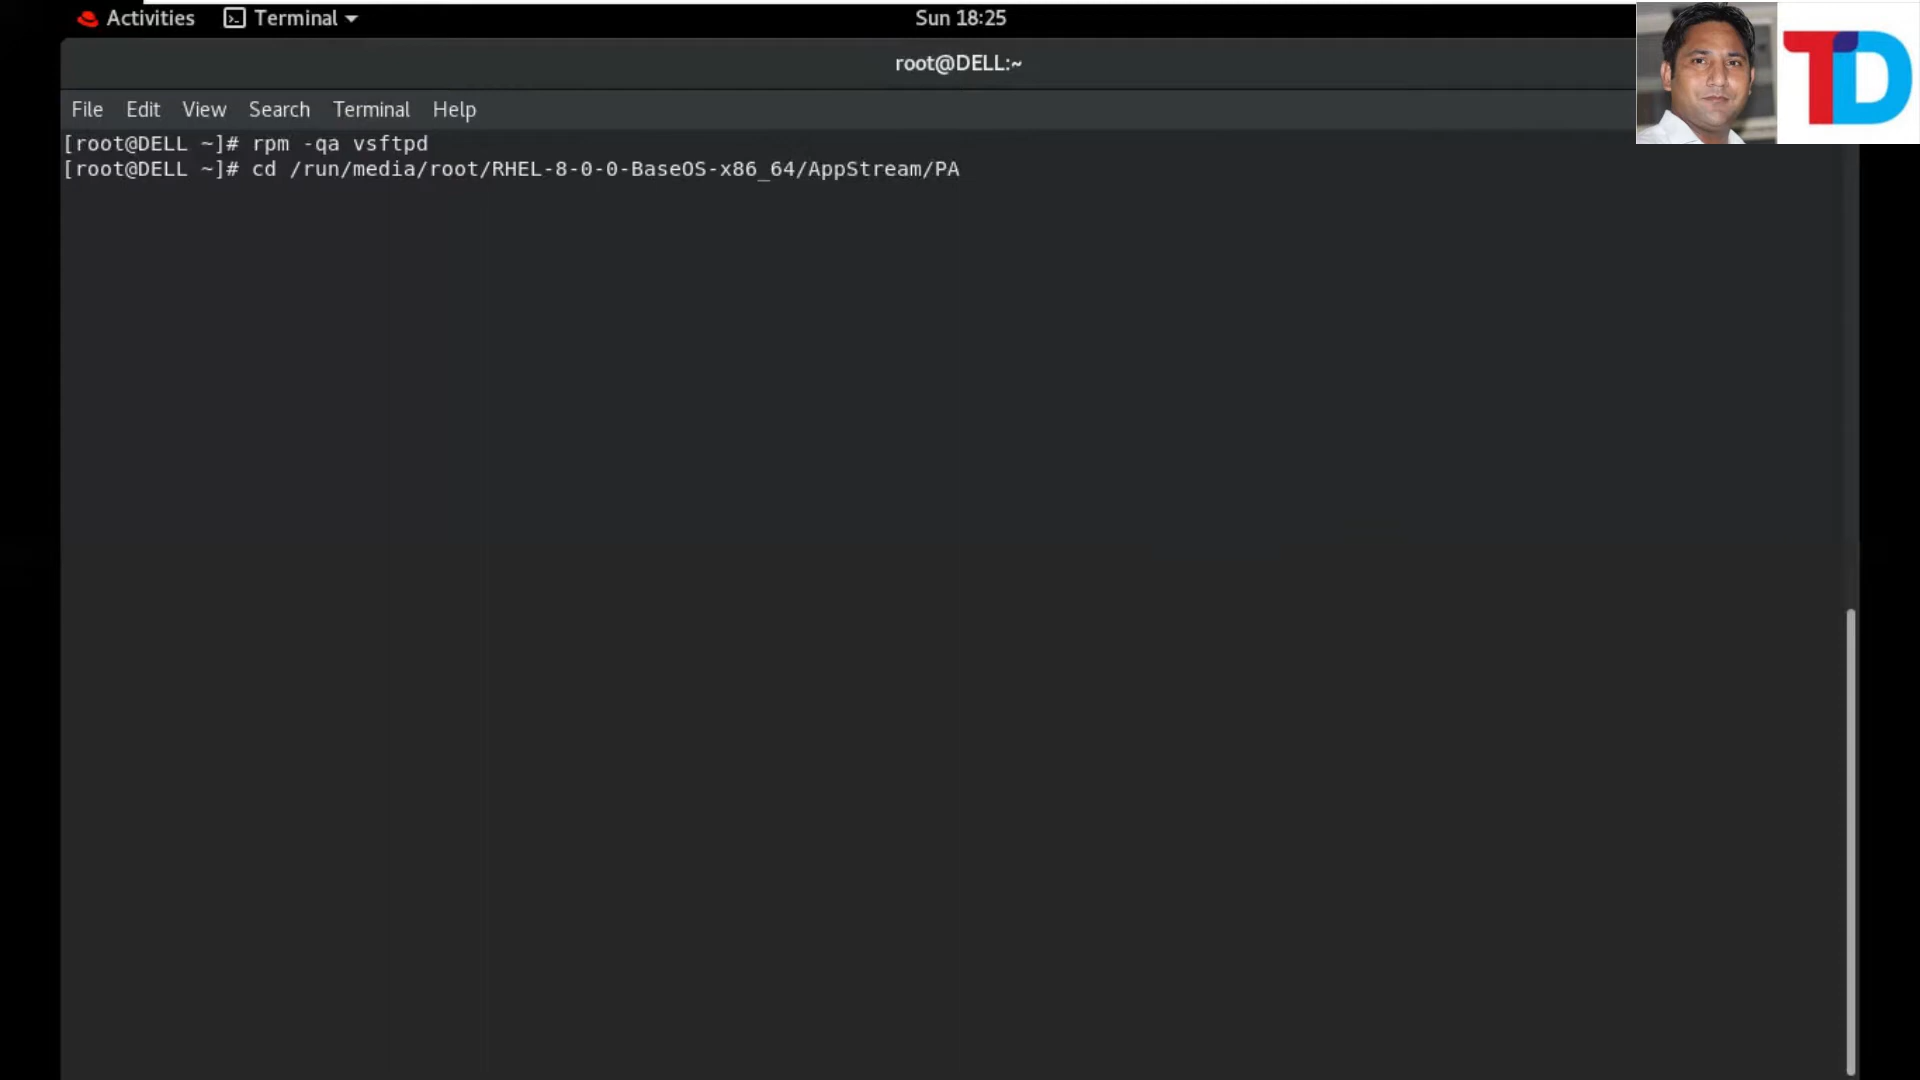 Activities
Terminal
Sun 18:25
TD
root@DELL:~
File Edit View Search Terminal Help
[root@DELL ~]# rpm -qa vsftpd
[root@DELL ~]# cd /run/media/root/RHEL-8-0-0-BaseOS-x86_64/AppStream/PA